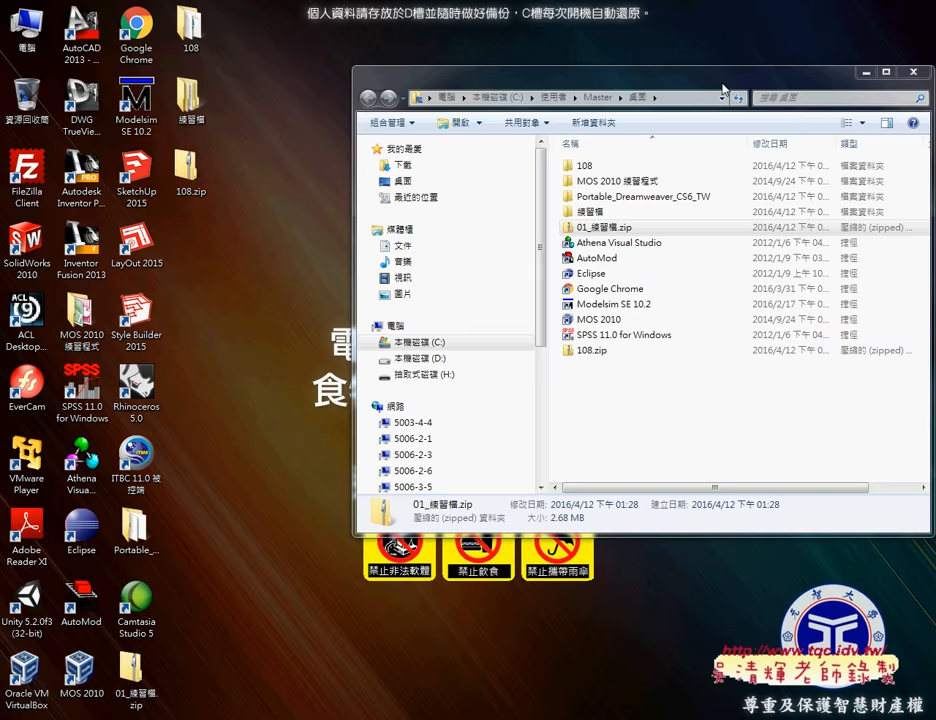 個人資料請存放於D槽並隨時做好備份，C槽每次開機自動還原。
電腦
AutoCAD 2013 - ...
Google Chrome
108
資源回收筒
DWG TrueVie...
Modelsim SE 10.2
練習檔
FileZilla Client
Autodesk Inventor P...
SketchUp 2015
108.zip
SolidWorks 2010
Inventor Fusion 2013
LayOut 2015
ACL Desktop...
MOS 2010 練習程式
Style Builder 2015
EverCam
SPSS 11.0 for Windows
Rhinoceros 5.0
VMware Player
Athena Visua...
ITBC 11.0 被控端
Adobe Reader XI
Eclipse
Portable_...
Unity 5.2.0f3 (32-bit)
AutoMod
Camtasia Studio 5
Oracle VM VirtualBox
MOS 2010
01_練習檔.zip
電腦 ▸ 本機磁碟 (C:) ▸ 使用者 ▸ Master ▸ 桌面 ▸
搜尋 桌面
組合管理 開啟 共用對象 新增資料夾
我的最愛
下載
桌面
最近的位置
媒體櫃
文件
音樂
視訊
圖片
電腦
本機磁碟 (C:)
本機磁碟 (D:)
抽取式磁碟 (H:)
網路
5003-4-4
5006-2-1
5006-2-3
5006-2-6
5006-3-5
名稱 修改日期 類型
108 2016/4/12 下午 0... 檔案資料夾
MOS 2010 練習程式 2014/9/24 下午 0... 檔案資料夾
Portable_Dreamweaver_CS6_TW 2016/4/12 下午 0... 檔案資料夾
練習檔 2016/4/12 下午 0... 檔案資料夾
01_練習檔.zip 2016/4/12 下午 0... 壓縮的 (zipped) ...
Athena Visual Studio 2012/1/6 下午 04... 捷徑
AutoMod 2012/1/9 下午 03... 捷徑
Eclipse 2012/1/9 上午 10... 捷徑
Google Chrome 2016/3/31 下午 0... 捷徑
Modelsim SE 10.2 2016/2/17 下午 0... 捷徑
MOS 2010 2014/9/24 下午 0... 捷徑
SPSS 11.0 for Windows 2012/1/6 下午 04... 捷徑
108.zip 2016/4/12 下午 0... 壓縮的 (zipped) ...
01_練習檔.zip 修改日期: 2016/4/12 下午 01:28 建立日期: 2016/4/12 下午 01:28
壓縮的 (zipped) 資料夾 大小: 2.68 MB
電
食
禁止非法軟體
禁止飲食
禁止攜帶雨傘
元智大學
http://www.tqc.idv.tw/
吳清輝老師錄製
尊重及保護智慧財產權